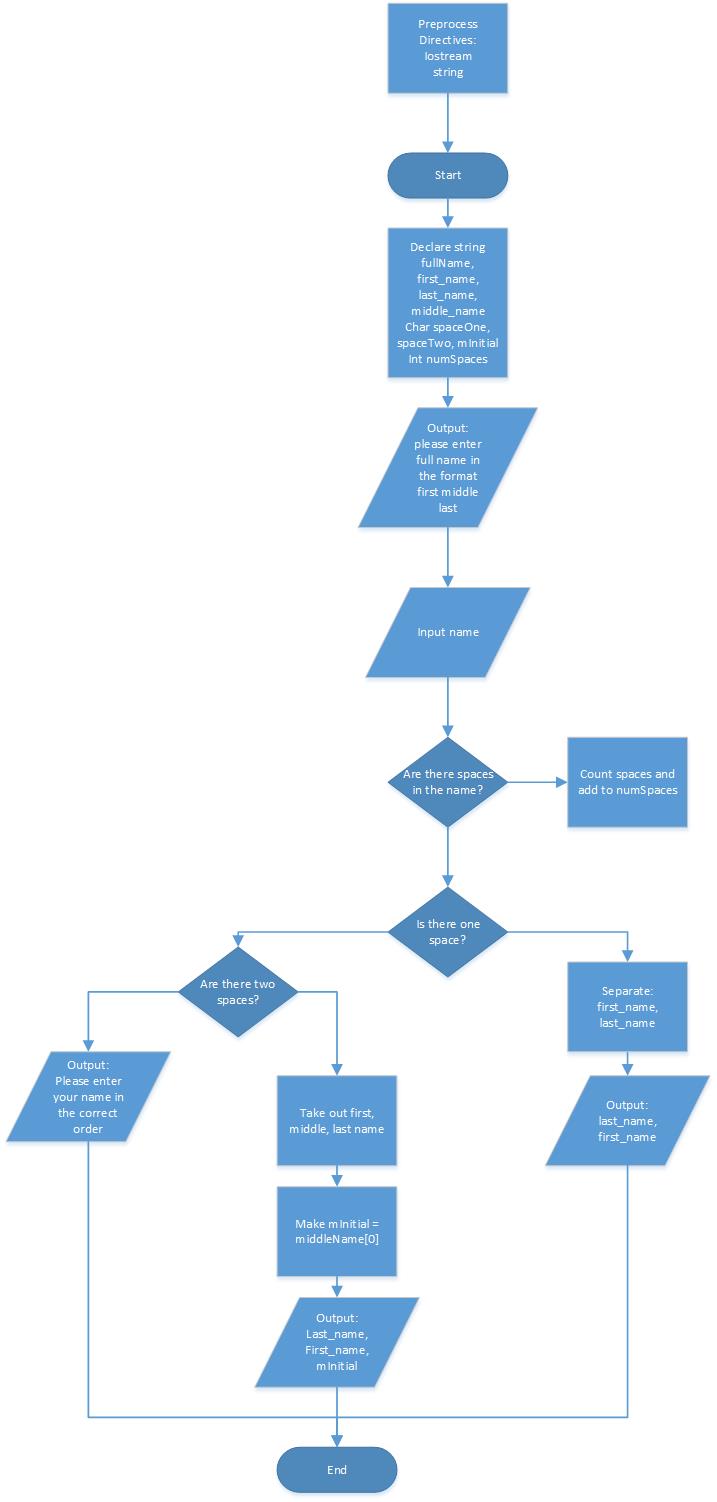 Preprocess
Directives:
Iostream
string
Start
Declare string
fullName,
first_name,
last_name,
middle_name
Char spaceOne,
spaceTwo, mInitial
Int numSpaces
Output:
please enter
full name in
the format
first middle
last
Input name
Are there spaces
in the name?
Count spaces and
add to numSpaces
Is there one
space?
Are there two
spaces?
Separate:
first_name,
last_name
Output:
Please enter
your name in
the correct
order
Take out first,
middle, last name
Output:
last_name,
first_name
Make mInitial =
middleName[0]
Output:
Last_name,
First_name,
mInitial
End